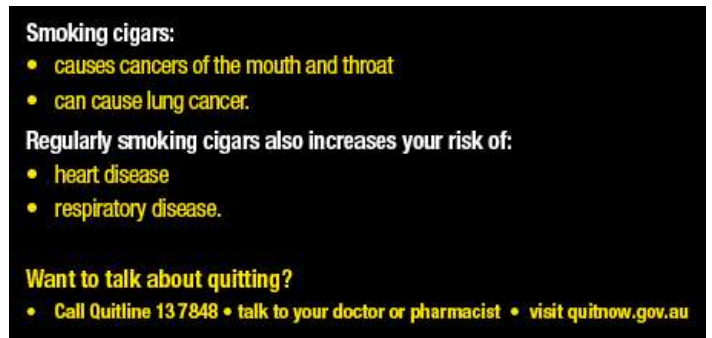 Smoking cigars:
• causes cancers of the mouth and throat
• can cause lung cancer.
Regularly smoking cigars also increases your risk of:
• heart disease
• respiratory disease.
Want to talk about quitting?
• Call Quitline 13 7848 • talk to your doctor or pharmacist • visit quitnow.gov.au